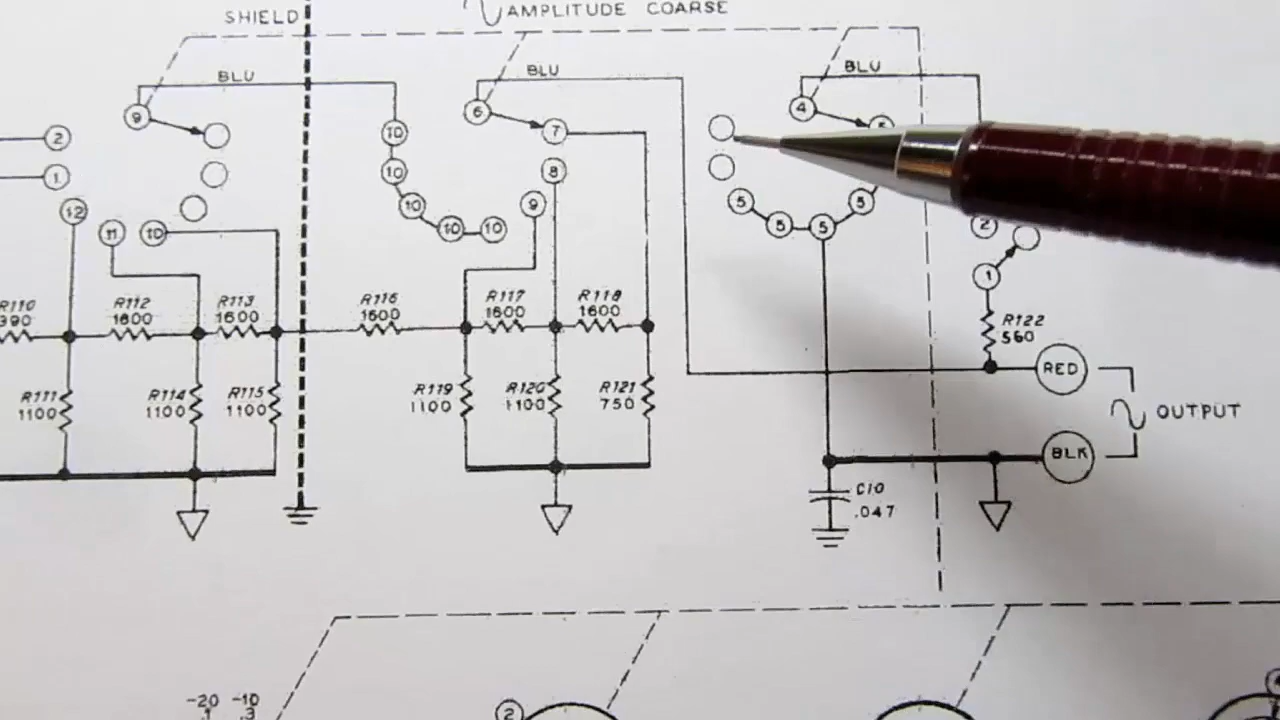 AMPLITUDE COARSE
SHIELD
BLU
BLU
BLU
9
6
4
2
10
7
1
10
8
12
10
9
5
5
11
10
10
10
5
5
2
1
R110
390
R112
1600
R113
1600
R116
1600
R117
1600
R118
1600
R122
560
RED
R111
1100
R114
1100
R115
1100
R119
1100
R120
1100
R121
750
OUTPUT
BLK
C10
.047
-20 -10
.1 .3
2